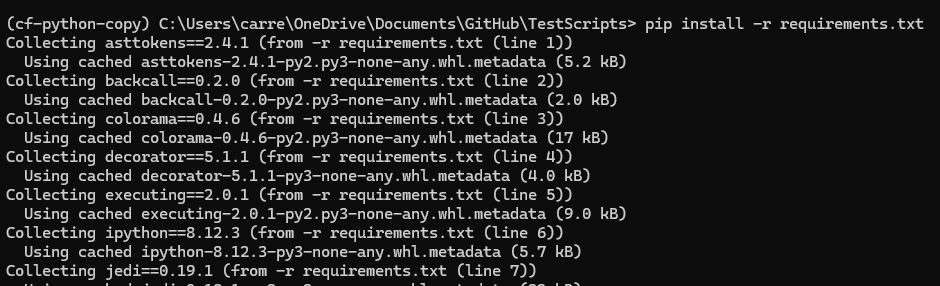 (cf-python-copy) C:\Users\carre\OneDrive\Documents\GitHub\TestScripts> pip install -r requirements.txt
Collecting asttokens==2.4.1 (from -r requirements.txt (line 1))
  Using cached asttokens-2.4.1-py2.py3-none-any.whl.metadata (5.2 kB)
Collecting backcall==0.2.0 (from -r requirements.txt (line 2))
  Using cached backcall-0.2.0-py2.py3-none-any.whl.metadata (2.0 kB)
Collecting colorama==0.4.6 (from -r requirements.txt (line 3))
  Using cached colorama-0.4.6-py2.py3-none-any.whl.metadata (17 kB)
Collecting decorator==5.1.1 (from -r requirements.txt (line 4))
  Using cached decorator-5.1.1-py3-none-any.whl.metadata (4.0 kB)
Collecting executing==2.0.1 (from -r requirements.txt (line 5))
  Using cached executing-2.0.1-py2.py3-none-any.whl.metadata (9.0 kB)
Collecting ipython==8.12.3 (from -r requirements.txt (line 6))
  Using cached ipython-8.12.3-py3-none-any.whl.metadata (5.7 kB)
Collecting jedi==0.19.1 (from -r requirements.txt (line 7))